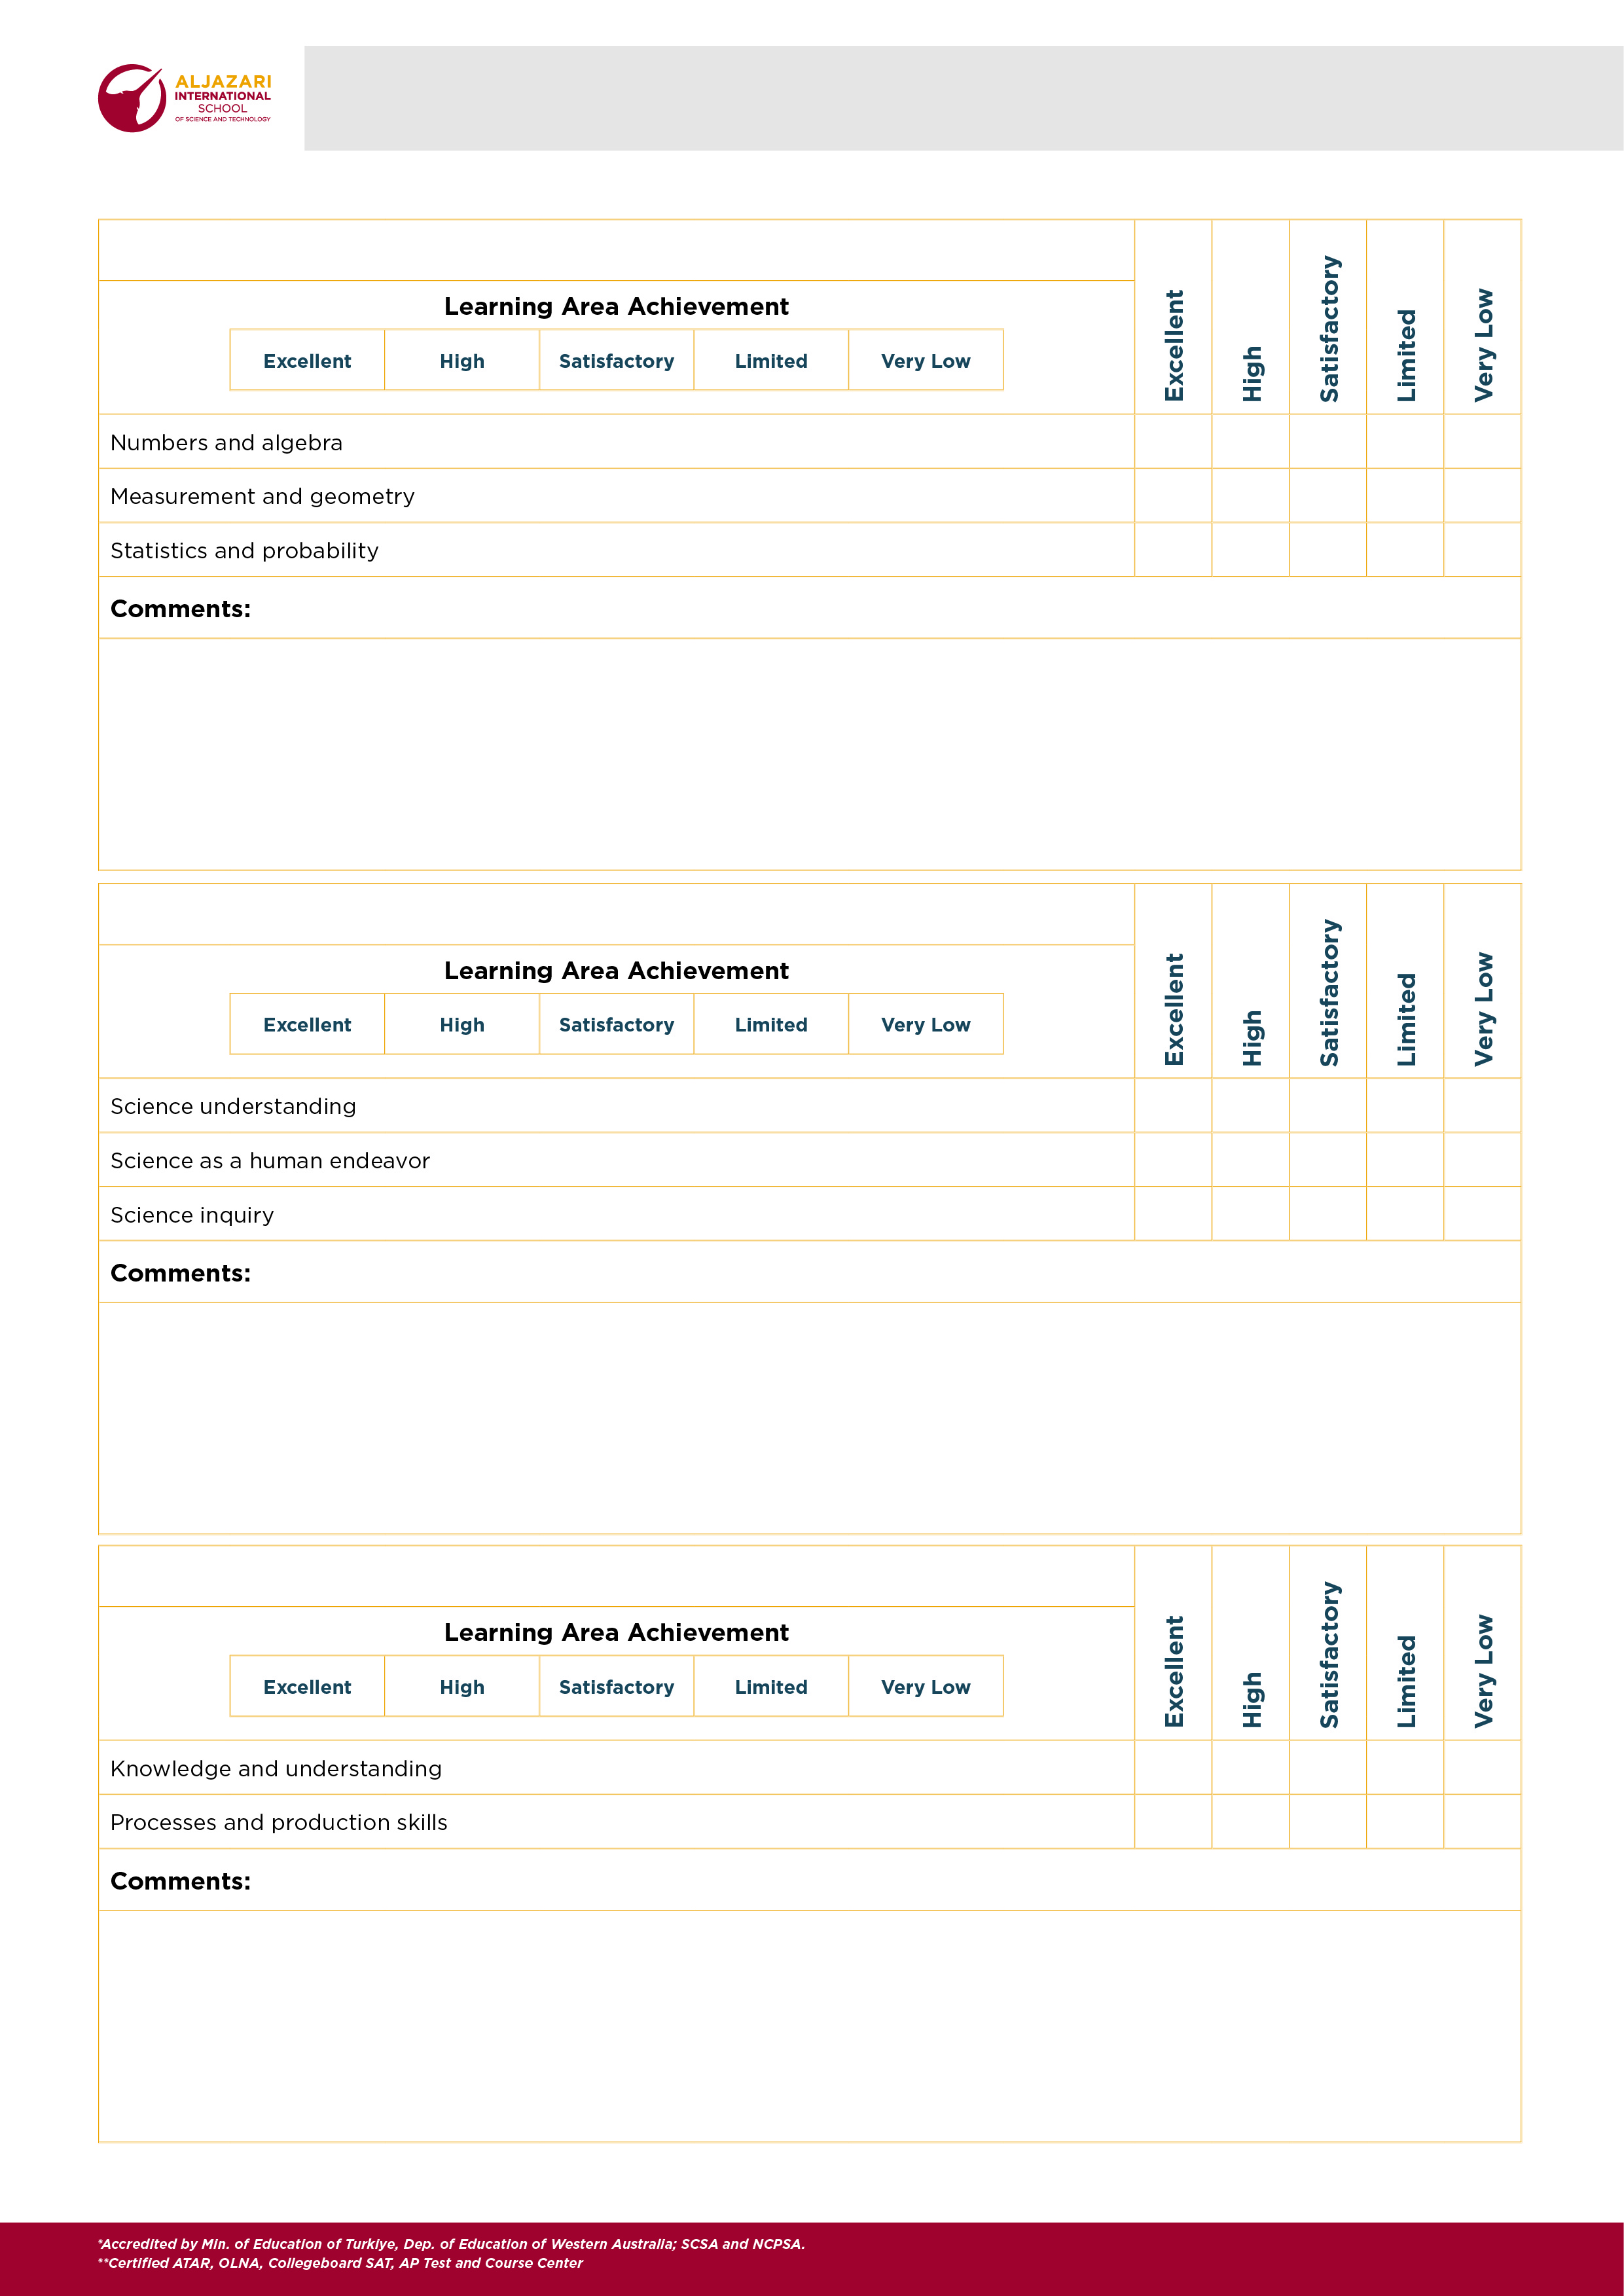 ALJAZARI
INTERNATIONAL
SCHOOL
OF SCIENCE AND TECHNOLOGY
Learning Area Achievement
Excellent High Satisfactory Limited Very Low
Excellent
High
Satisfactory
Limited
Very Low
Numbers and algebra
Measurement and geometry
Statistics and probability
Comments:
Learning Area Achievement
Excellent High Satisfactory Limited Very Low
Excellent
High
Satisfactory
Limited
Very Low
Science understanding
Science as a human endeavor
Science inquiry
Comments:
Learning Area Achievement
Excellent High Satisfactory Limited Very Low
Excellent
High
Satisfactory
Limited
Very Low
Knowledge and understanding
Processes and production skills
Comments:
*Accredited by Min. of Education of Turkiye, Dep. of Education of Western Australia; SCSA and NCPSA.
**Certified ATAR, OLNA, Collegeboard SAT, AP Test and Course Center